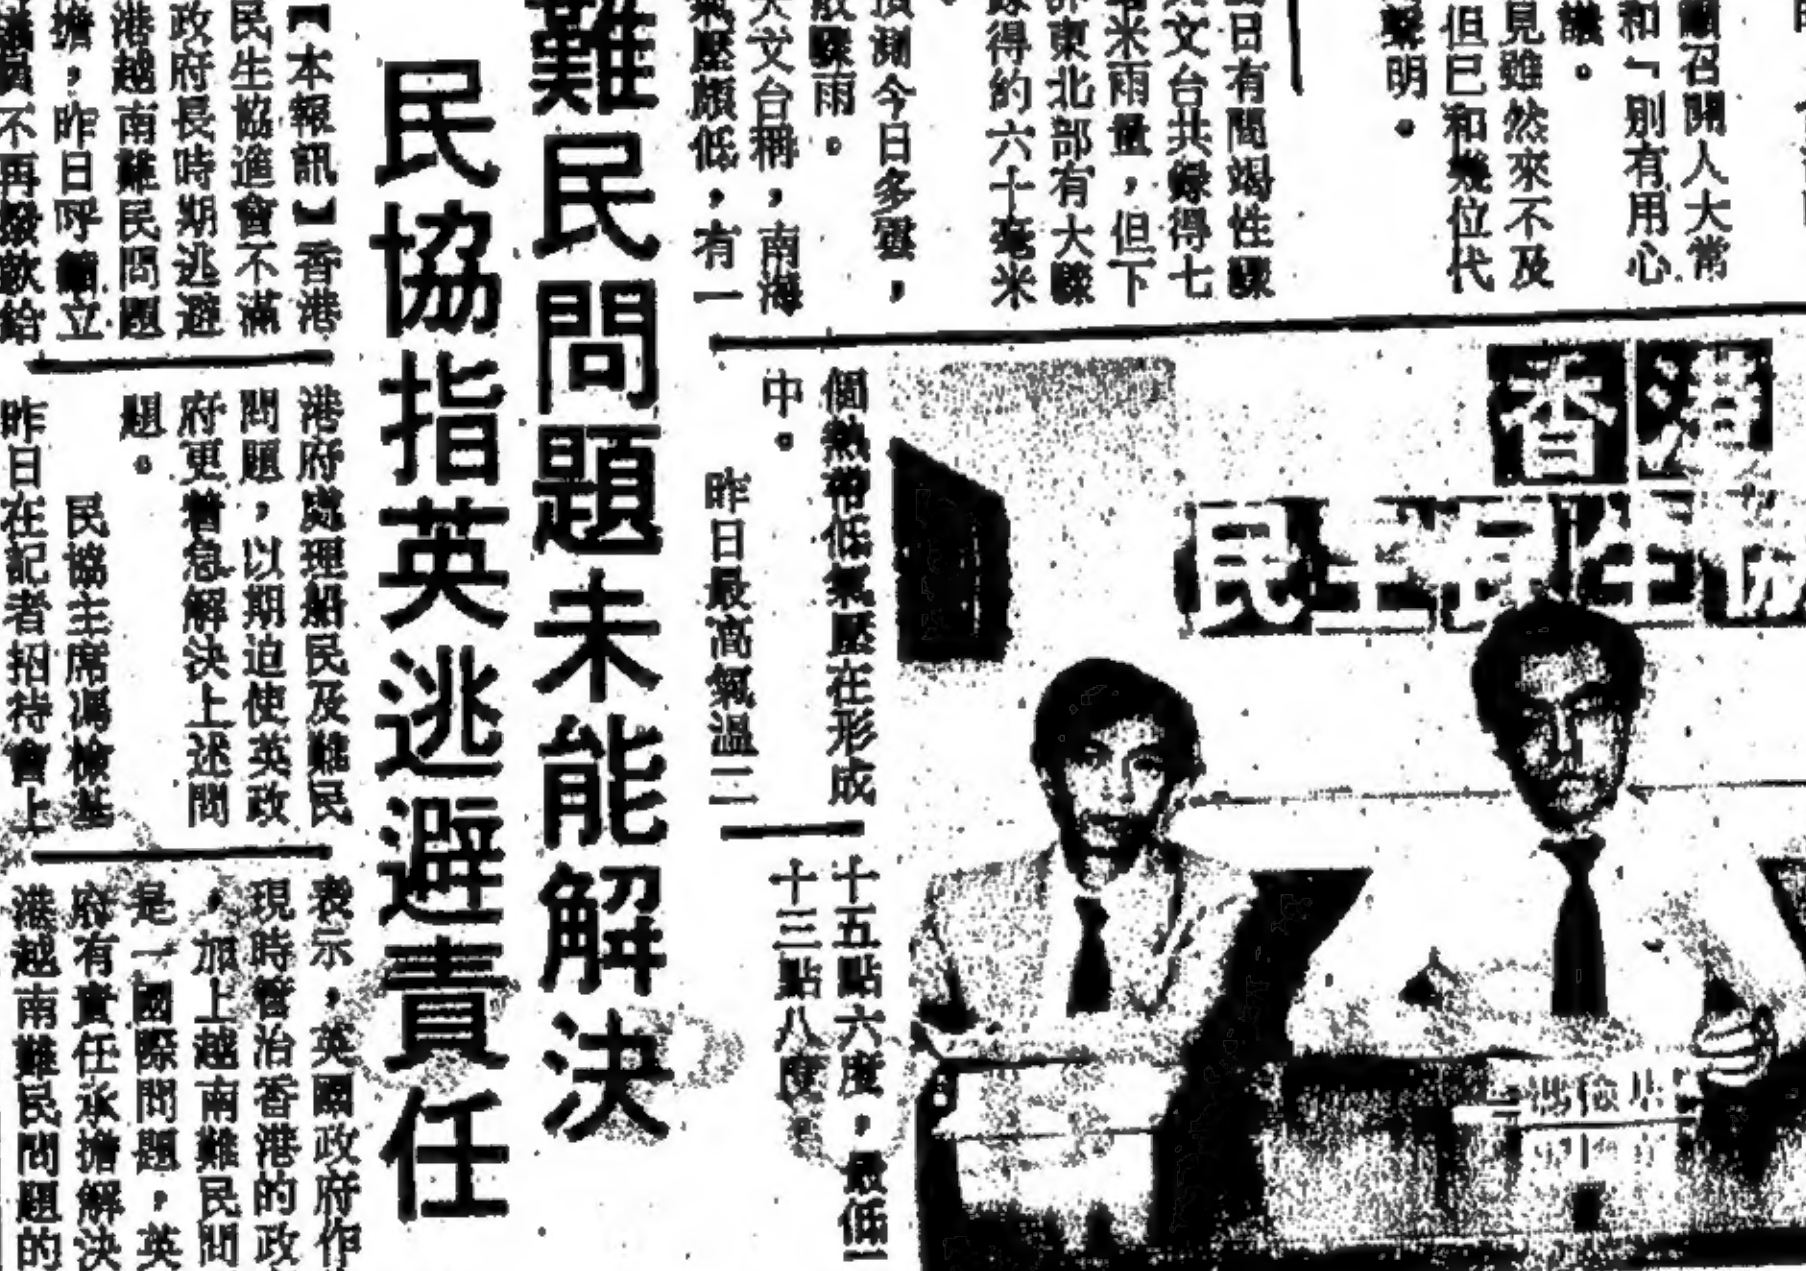 願召開人大常
和「別有用心
議。
見雖然來不及
但已和幾位代
聲明。
日有間竭性驟
文台共錄得七
米雨量,但下
東北部有大驟
得約六十毫米
預測今日多雲,
驟雨。
天文台稱,南海
氣壓頗低,有一
個熱帶低氣壓在形成
中。
昨日最高氣溫二
十五點六度,最低
十三點八度。
難民問題未能解決
民協指英逃避責任
【本報訊】香港
民生協進會不滿
政府長時期逃避
港越南難民問題
擔,昨日呼籲立
議員不再撥款給
港府處理船民及難民
問題,以期迫使英政
府更着急解決上述問
題。
民協主席馮檢基
昨日在記者招待會上
表示,英國政府作
現時管治香港的政
,加上越南難民問
是一國際問題,英
府有責任承擔解決
港越南難民問題的
香港
民主民生協
馮檢基